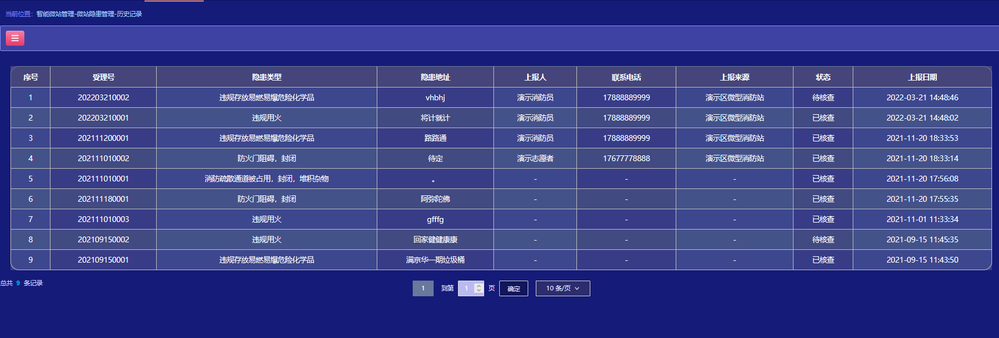 当前位置：智能微站管理-微站隐患管理-历史记录
序号 受理号 隐患类型 隐患地址 上报人 联系电话 上报来源 状态 上报日期
1 202203210002 违规存放易燃易爆危险化学品 vhbhj 演示消防员 17888889999 演示区微型消防站 待核查 2022-03-21 14:48:46
2 202203210001 违规用火 将计就计 演示消防员 17888889999 演示区微型消防站 已核查 2022-03-21 14:48:02
3 202111200001 违规存放易燃易爆危险化学品 路路通 演示消防员 17888889999 演示区微型消防站 已核查 2021-11-20 18:33:53
4 202111010002 防火门阻碍，封闭 待定 演示志愿者 17677778888 演示区微型消防站 已核查 2021-11-20 18:33:14
5 202111010001 消防疏散通道被占用，封闭，堆积杂物 。 - - - 已核查 2021-11-20 17:56:08
6 202111180001 防火门阻碍，封闭 阿弥陀佛 - - - 已核查 2021-11-20 17:55:35
7 202111010003 违规用火 gfffg - - - 已核查 2021-11-01 11:33:34
8 202109150002 违规用火 回家健健康康 - - - 待核查 2021-09-15 11:45:35
9 202109150001 违规存放易燃易爆危险化学品 满京华一期垃圾桶 - - - 已核查 2021-09-15 11:43:50
总共 9 条记录 1 到第 1 页 确定 10 条/页